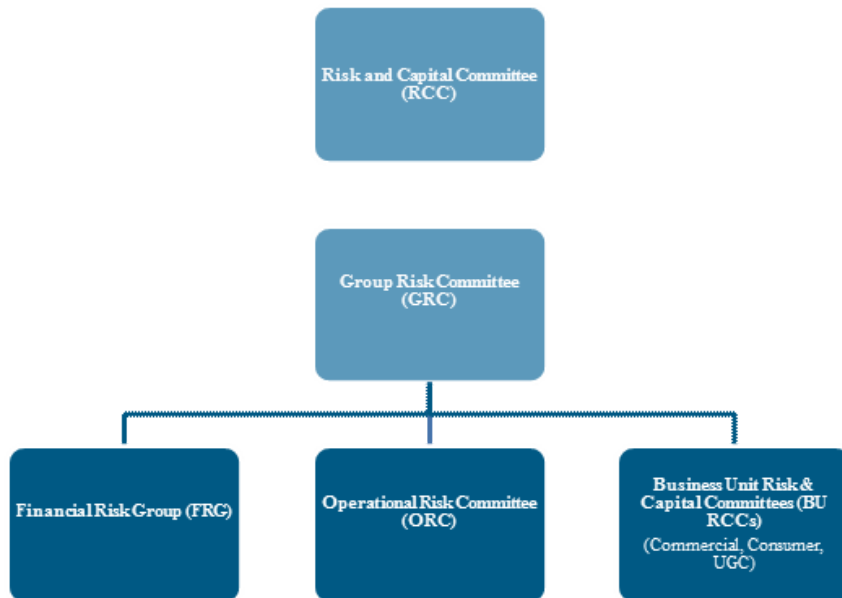 Risk and Capital Committee
(RCC)
Group Risk Committee
(GRC)
Financial Risk Group (FRG)
Operational Risk Committee
(ORC)
Business Unit Risk &
Capital Committees (BU
RCCs)
(Commercial, Consumer,
UGC)